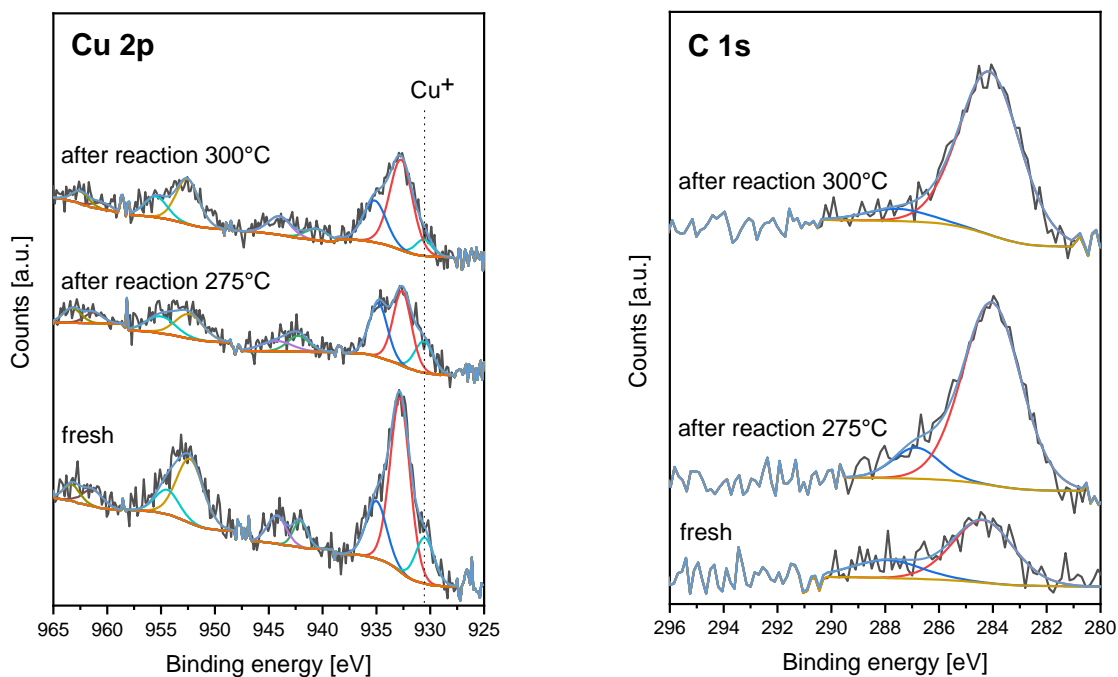 Cu 2p
Cu⁺
after reaction 300°C
after reaction 275°C
fresh
Counts [a.u.]
965 960 955 950 945 940 935 930 925
Binding energy [eV]
C 1s
after reaction 300°C
after reaction 275°C
fresh
Counts [a.u.]
296 294 292 290 288 286 284 282 280
Binding energy [eV]